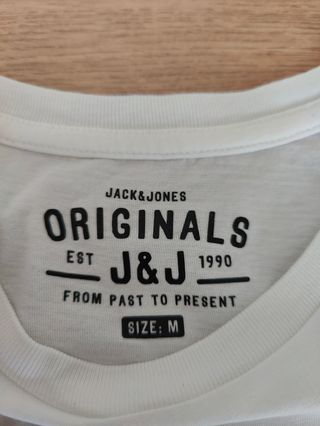 JACK&JONES
ORIGINALS
EST J&J 1990
FROM PAST TO PRESENT
SIZE: M